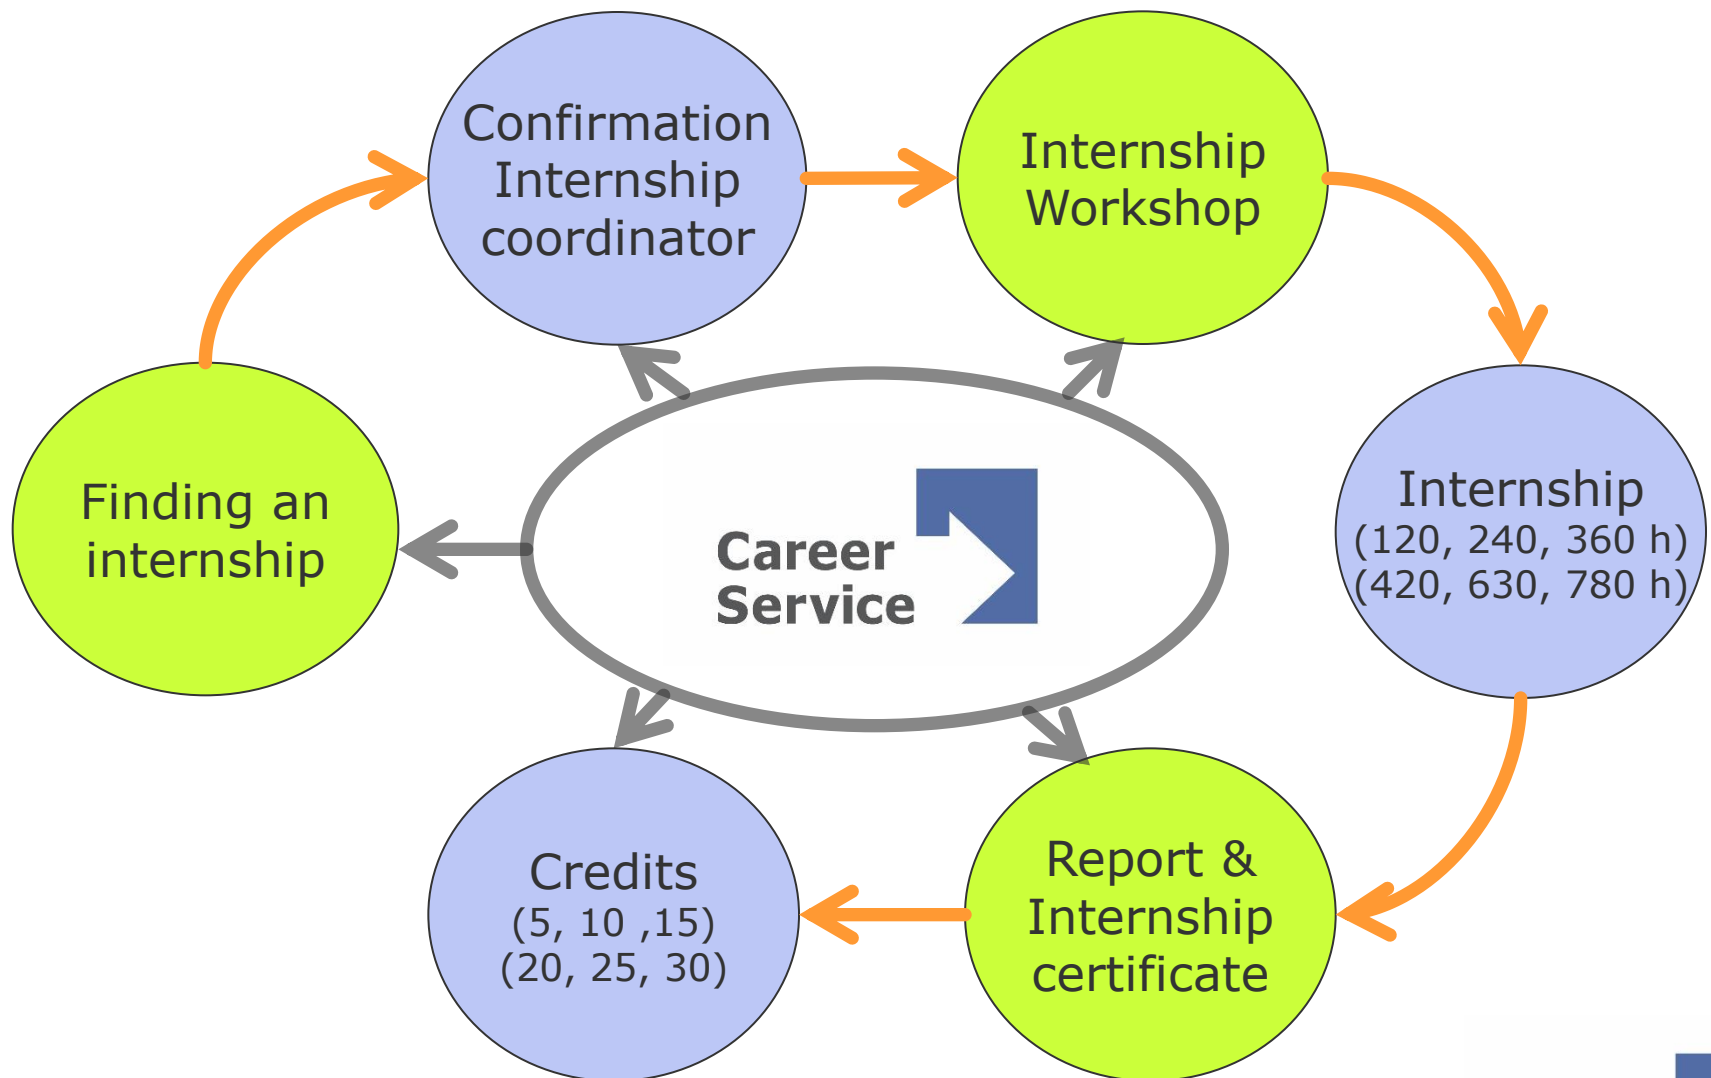 Confirmation
Internship
coordinator
Internship
Workshop
Finding an
internship
Career
Service
Internship
(120, 240, 360 h)
(420, 630, 780 h)
Credits
(5, 10 ,15)
(20, 25, 30)
Report &
Internship
certificate